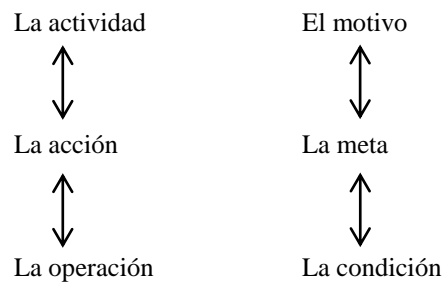 La actividad El motivo
La acción La meta
La operación La condición